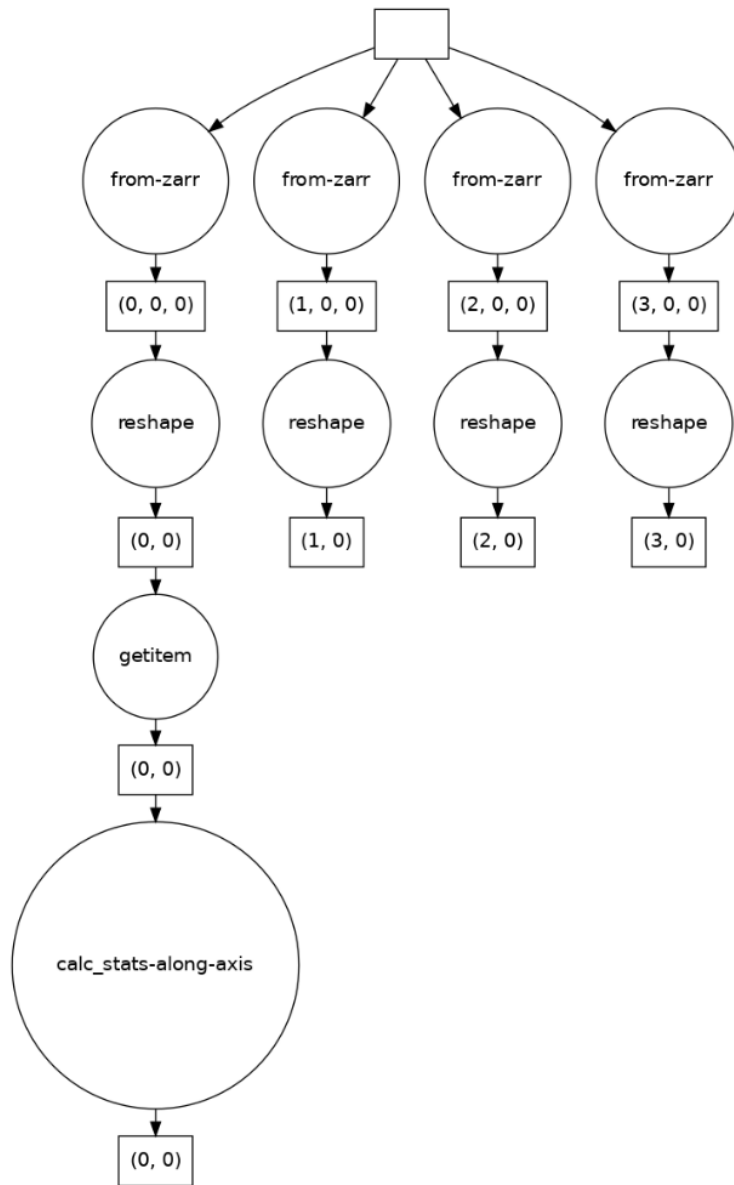 from-zarr from-zarr from-zarr from-zarr
(0, 0, 0) (1, 0, 0) (2, 0, 0) (3, 0, 0)
reshape reshape reshape reshape
(0, 0) (1, 0) (2, 0) (3, 0)
getitem
(0, 0)
calc_stats-along-axis
(0, 0)